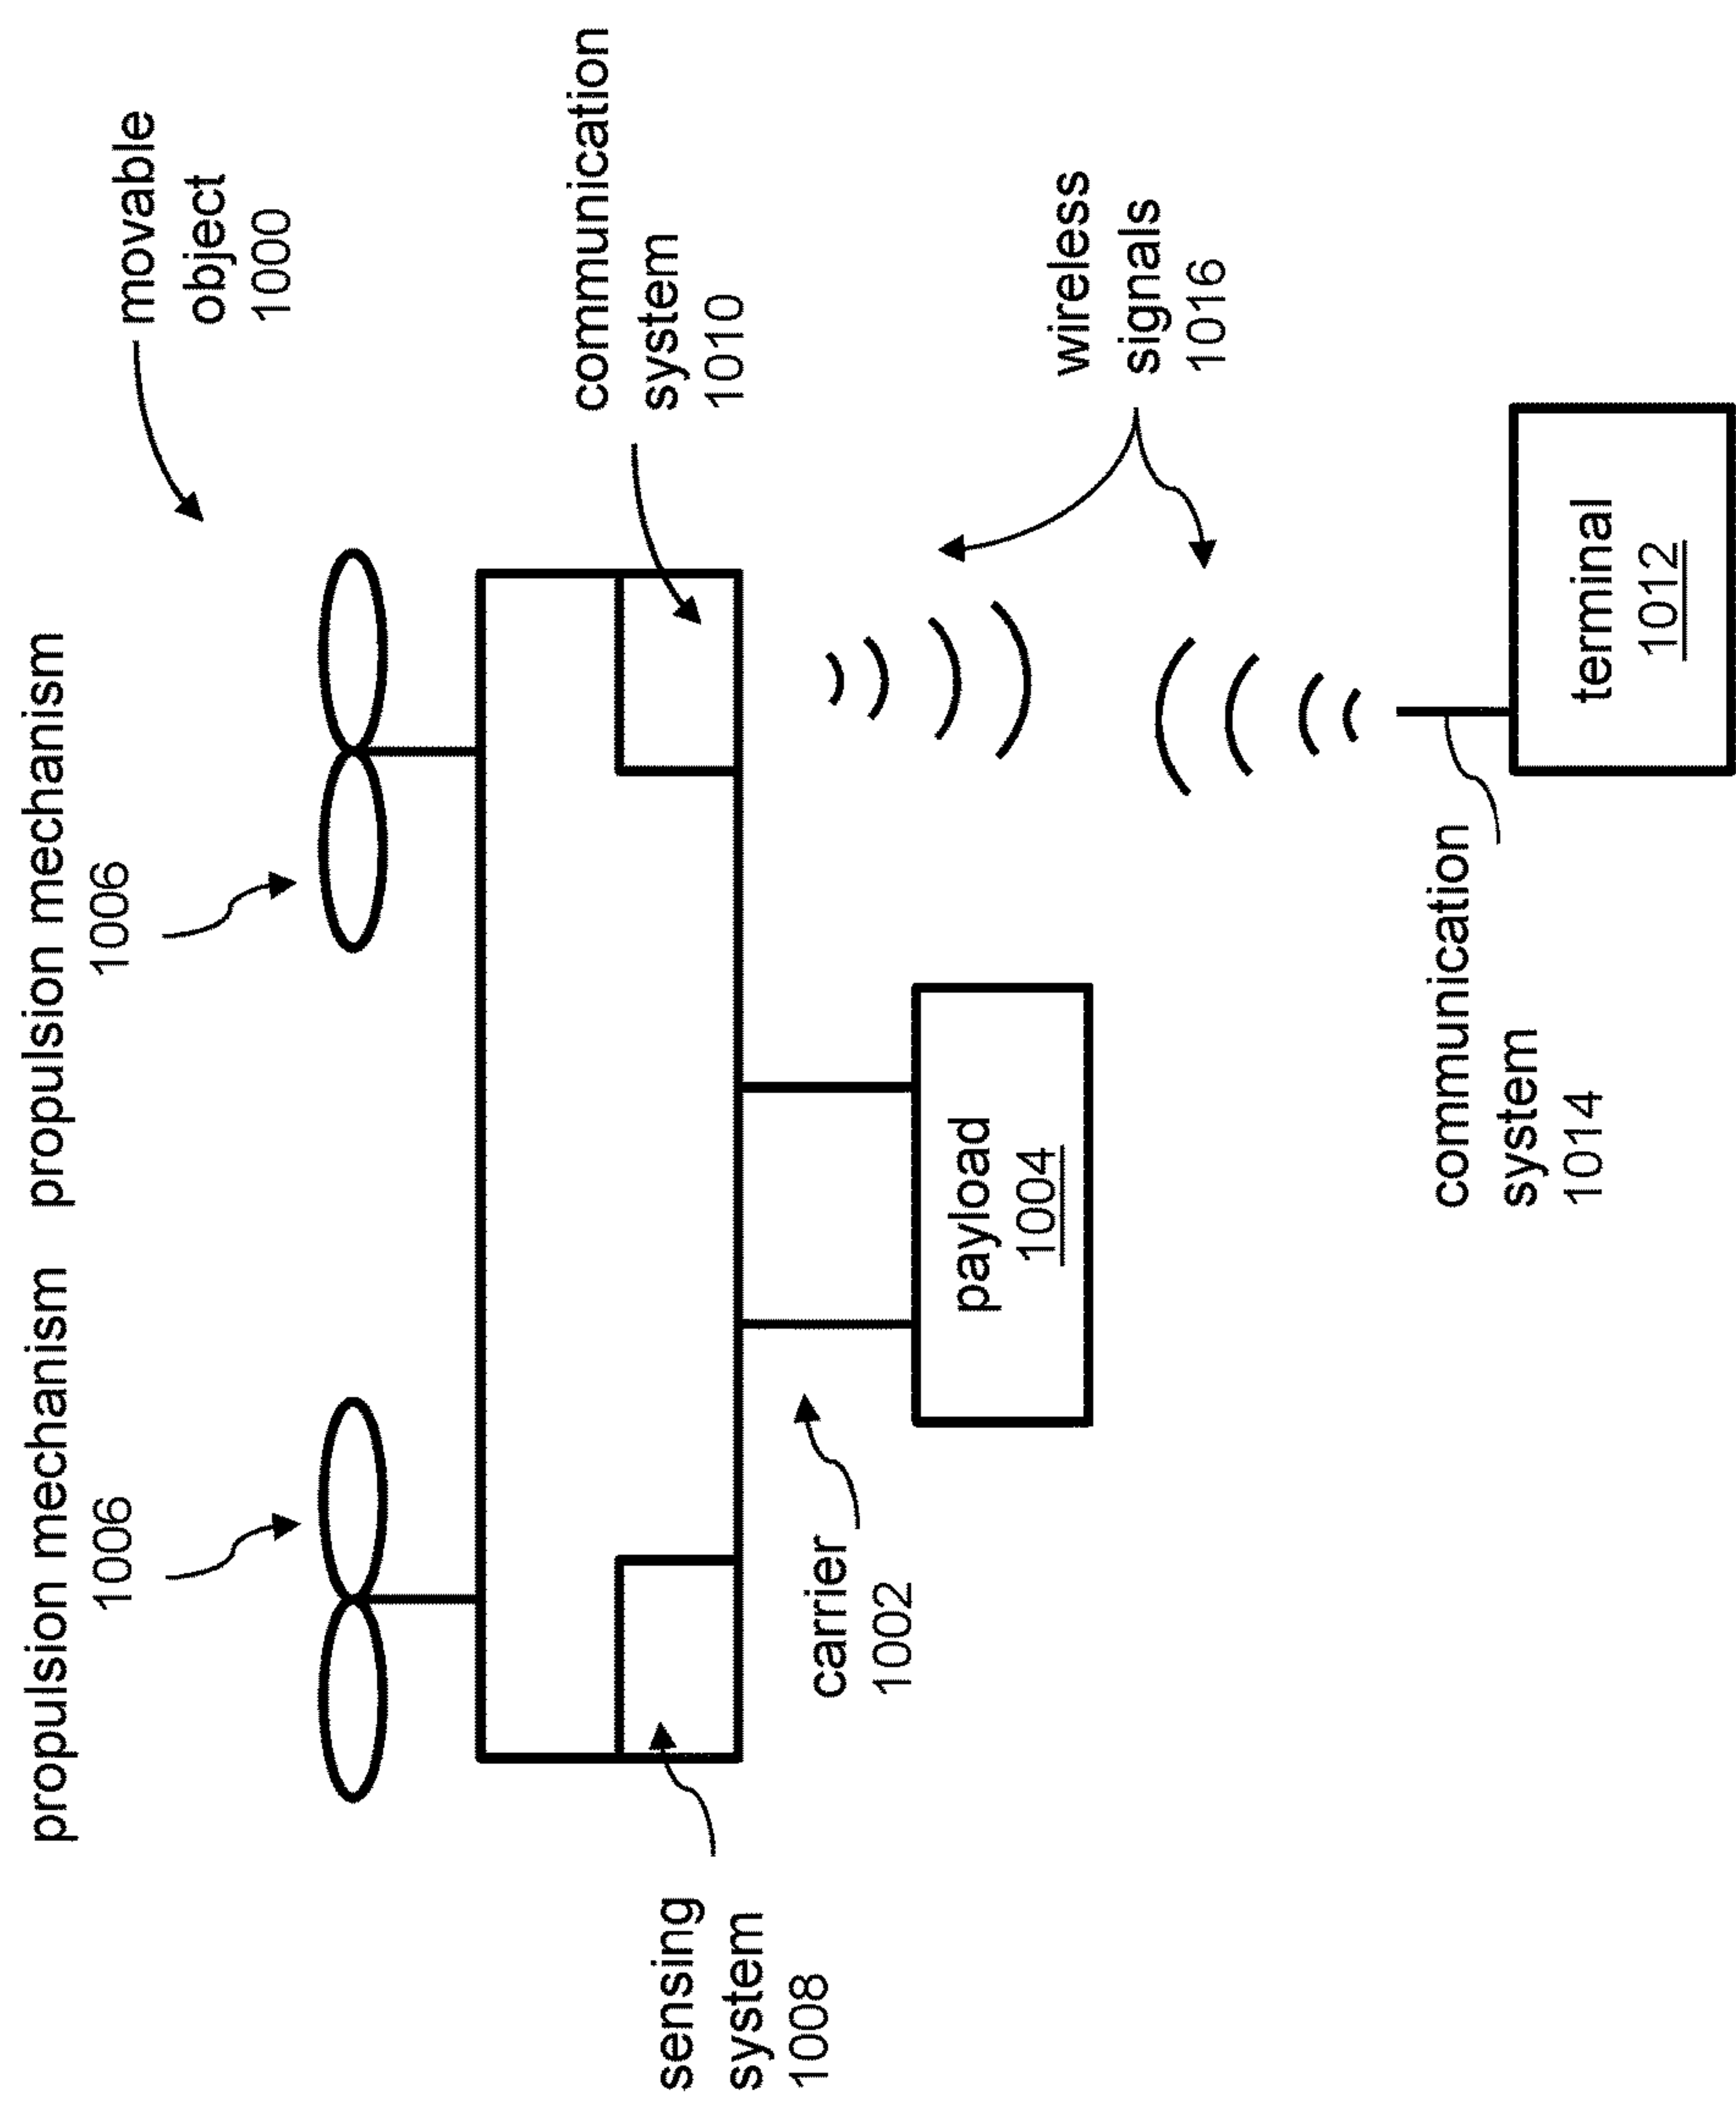 propulsion mechanism
1006
propulsion mechanism
1006
movable
object
1000
sensing
system
1008
communication
system
1010
carrier
1002
payload
1004
wireless
signals
1016
communication
system
1014
terminal
1012